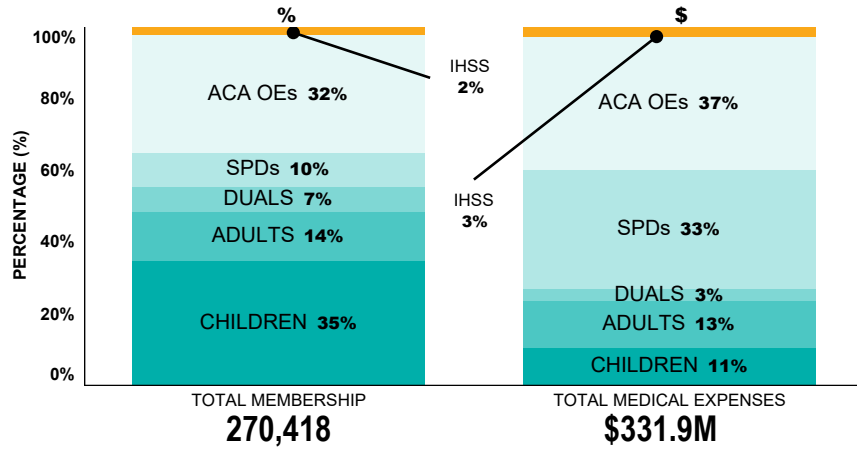 %
$
PERCENTAGE (%)
100%
80%
60%
40%
20%
0%
ACA OEs 32%
SPDs 10%
DUALS 7%
ADULTS 14%
CHILDREN 35%
IHSS
2%
IHSS
3%
ACA OEs 37%
SPDs 33%
DUALS 3%
ADULTS 13%
CHILDREN 11%
TOTAL MEMBERSHIP
270,418
TOTAL MEDICAL EXPENSES
$331.9M